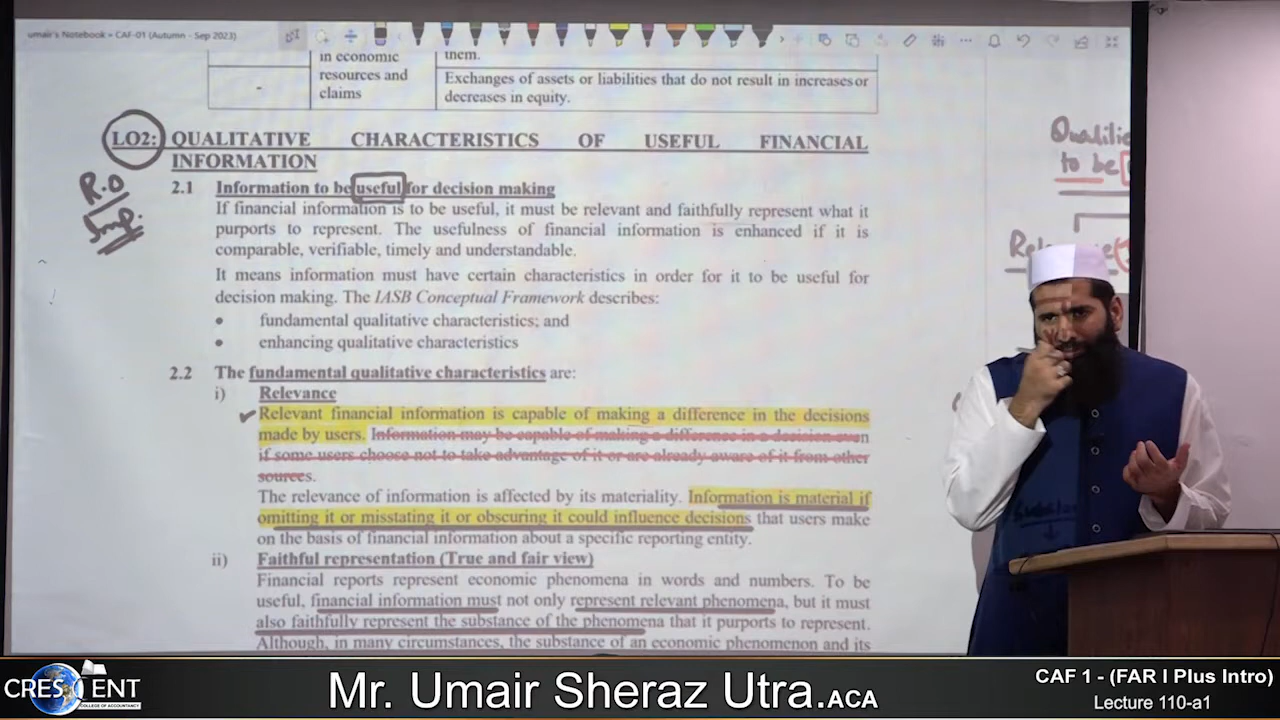 umair's Notebook » CAF-01 (Autumn - Sep 2023)
in economic
resources and
claims
them.
-
Exchanges of assets or liabilities that do not result in increases or
decreases in equity.
LO2: QUALITATIVE CHARACTERISTICS OF USEFUL FINANCIAL
INFORMATION
R.O
Imp.
2.1 Information to be useful for decision making
If financial information is to be useful, it must be relevant and faithfully represent what it
purports to represent. The usefulness of financial information is enhanced if it is
comparable, verifiable, timely and understandable.
It means information must have certain characteristics in order for it to be useful for
decision making. The IASB Conceptual Framework describes:
• fundamental qualitative characteristics; and
• enhancing qualitative characteristics
2.2 The fundamental qualitative characteristics are:
i) Relevance
Relevant financial information is capable of making a difference in the decisions
made by users. Information may be capable of making a difference in a decision even
if some users choose not to take advantage of it or are already aware of it from other
sources.
The relevance of information is affected by its materiality. Information is material if
omitting it or misstating it or obscuring it could influence decisions that users make
on the basis of financial information about a specific reporting entity.
ii) Faithful representation (True and fair view)
Financial reports represent economic phenomena in words and numbers. To be
useful, financial information must not only represent relevant phenomena, but it must
also faithfully represent the substance of the phenomena that it purports to represent.
Although, in many circumstances, the substance of an economic phenomenon and its
to be
CRESCENT
COLLEGE OF ACCOUNTANCY
Mr. Umair Sheraz Utra.ACA
CAF 1 - (FAR I Plus Intro)
Lecture 110-a1